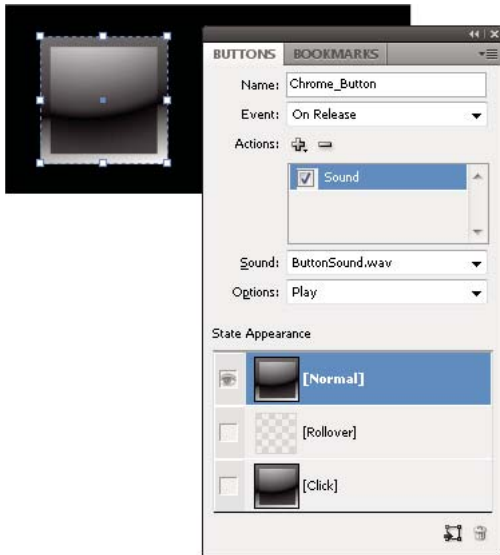 BUTTONS BOOKMARKS
Name: Chrome_Button
Event: On Release
Actions:
Sound
Sound: ButtonSound.wav
Options: Play
State Appearance
[Normal]
[Rollover]
[Click]